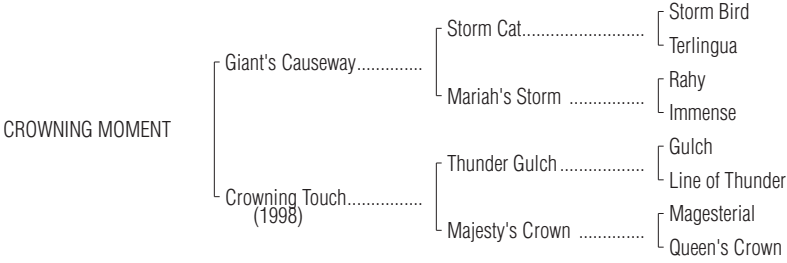 Storm Bird
Storm Cat........................
Terlingua
Giant's Causeway..............
Rahy
Mariah's Storm ...............
Immense
CROWNING MOMENT
Gulch
Thunder Gulch.................
Line of Thunder
Crowning Touch................
(1998)
Magesterial
Majesty's Crown ..............
Queen's Crown